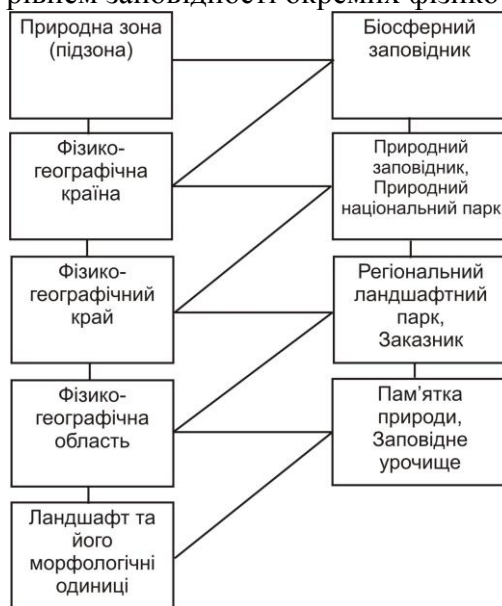 рівнем заповідності окремих фізико
Природна зона
(підзона)
Фізико-
географічна
країна
Фізико-
географічний
край
Фізико-
географічна
область
Ландшафт та
його
морфологічні
одиниці
Біосферний
заповідник
Природний
заповідник,
Природний
національний парк
Регіональний
ландшафтний
парк,
Заказник
Пам’ятка
природи,
Заповідне
урочище